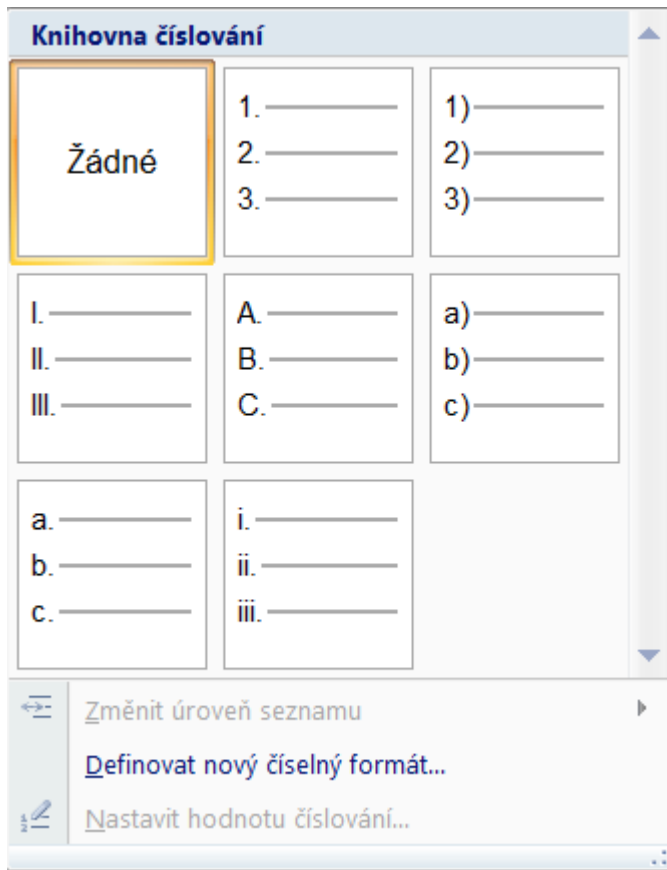 Knihovna číslování
Žádné
1.
2.
3.
1)
2)
3)
I.
II.
III.
A.
B.
C.
a)
b)
c)
a.
b.
c.
i.
ii.
iii.
Změnit úroveň seznamu
Definovat nový číselný formát...
Nastavit hodnotu číslování...